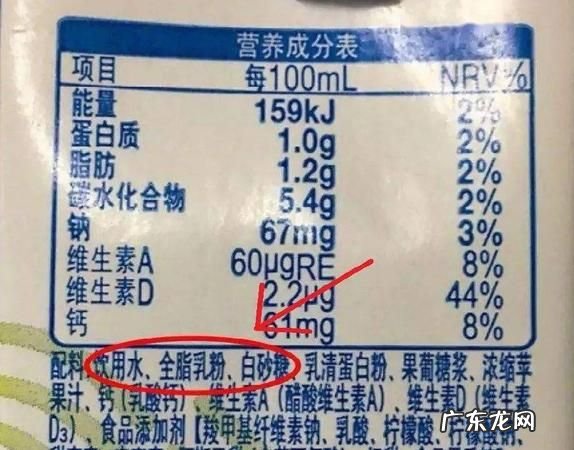 营养成分表
项目 每100mL NRV%
能量 159kJ 2%
蛋白质 1.0g 2%
脂肪 1.2g 2%
碳水化合物 5.4g 2%
钠 67mg 3%
维生素A 60μgRE 8%
维生素D 2.2μg 44%
钙 61mg 8%
配料:饮用水、全脂乳粉、白砂糖、乳清蛋白粉、果葡糖浆、浓缩苹
果汁、钙(乳酸钙)、维生素A(醋酸维生素A)、维生素D(维生素
D₃)、食品添加剂【羧甲基纤维素钠、乳酸、柠檬酸、柠檬酸钠、
广东龙网